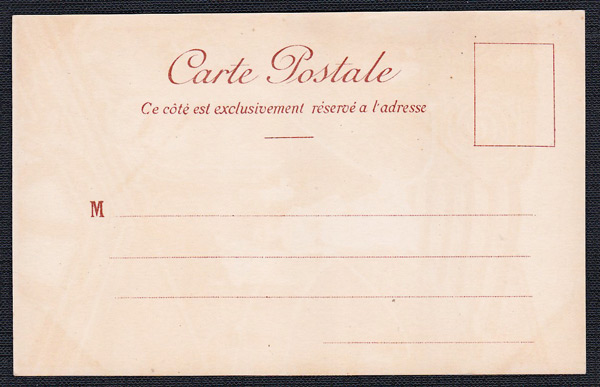 Carte Postale
Ce côté est exclusivement réservé a l'adresse
M